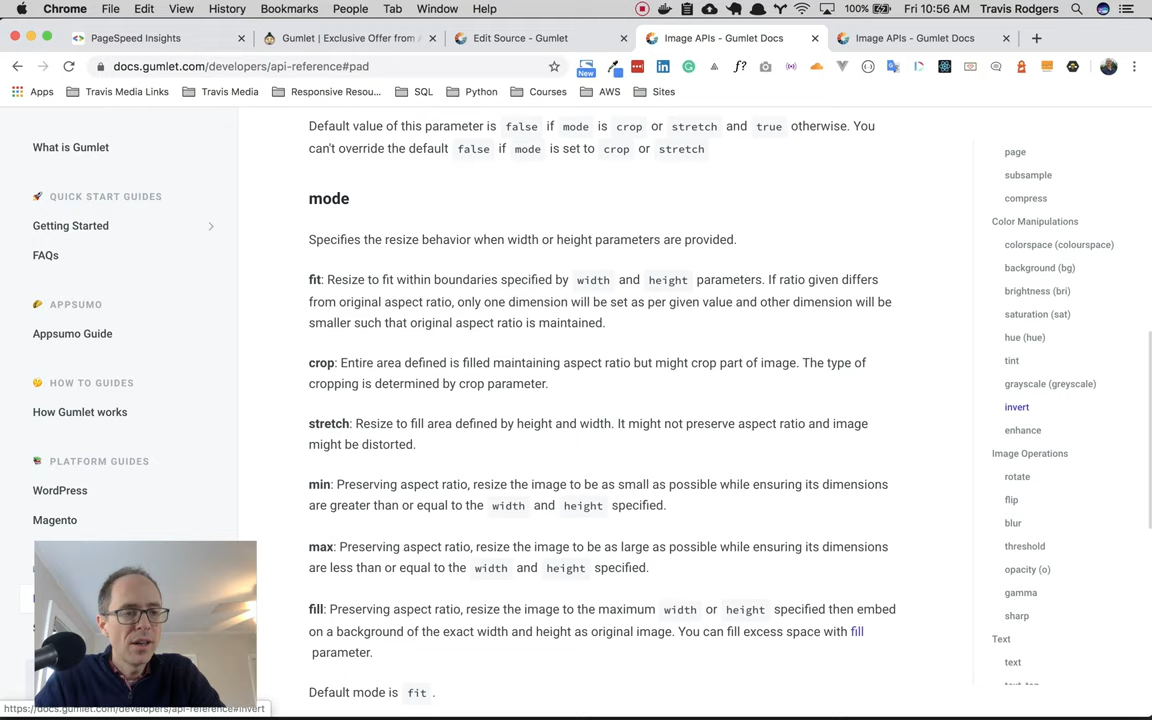 Chrome File Edit View History Bookmarks People Tab Window Help 100% Fri 10:56 AM Travis Rodgers
PageSpeed Insights Gumlet | Exclusive Offer from Edit Source - Gumlet Image APIs - Gumlet Docs Image APIs - Gumlet Docs
docs.gumlet.com/developers/api-reference#pad New
Apps Travis Media Links Travis Media Responsive Resou... SQL Python Courses AWS Sites
What is Gumlet
QUICK START GUIDES
Getting Started
FAQs
APPSUMO
Appsumo Guide
HOW TO GUIDES
How Gumlet works
PLATFORM GUIDES
WordPress
Magento
Default value of this parameter is false if mode is crop or stretch and true otherwise. You
can't override the default false if mode is set to crop or stretch
mode
Specifies the resize behavior when width or height parameters are provided.
fit: Resize to fit within boundaries specified by width and height parameters. If ratio given differs
from original aspect ratio, only one dimension will be set as per given value and other dimension will be
smaller such that original aspect ratio is maintained.
crop: Entire area defined is filled maintaining aspect ratio but might crop part of image. The type of
cropping is determined by crop parameter.
stretch: Resize to fill area defined by height and width. It might not preserve aspect ratio and image
might be distorted.
min: Preserving aspect ratio, resize the image to be as small as possible while ensuring its dimensions
are greater than or equal to the width and height specified.
max: Preserving aspect ratio, resize the image to be as large as possible while ensuring its dimensions
are less than or equal to the width and height specified.
fill: Preserving aspect ratio, resize the image to the maximum width or height specified then embed
on a background of the exact width and height as original image. You can fill excess space with fill
parameter.
Default mode is fit .
page
subsample
compress
Color Manipulations
colorspace (colourspace)
background (bg)
brightness (bri)
saturation (sat)
hue (hue)
tint
grayscale (greyscale)
invert
enhance
Image Operations
rotate
flip
blur
threshold
opacity (o)
gamma
sharp
Text
text
https://docs.gumlet.com/developers/api-reference#invert